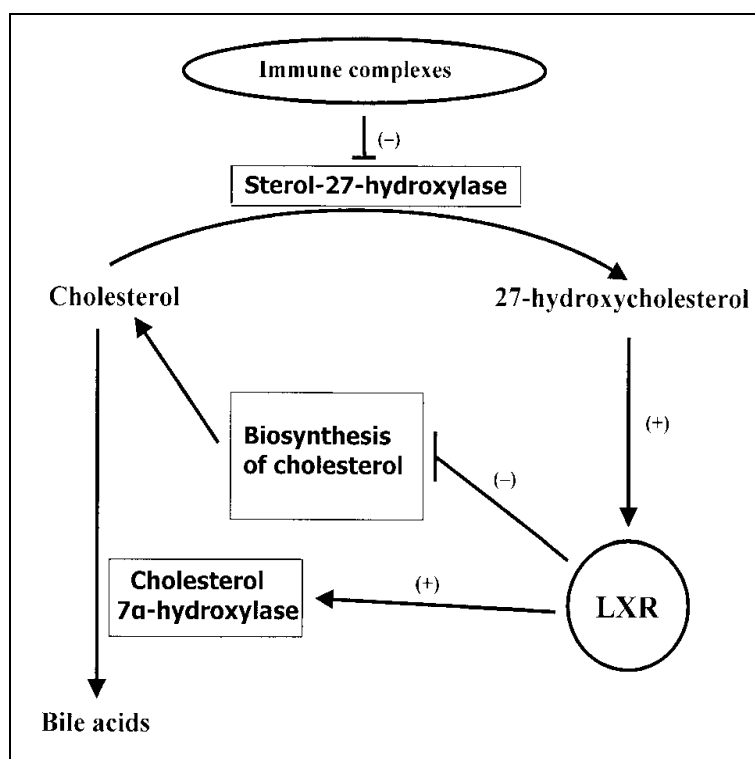 Immune complexes
(–)
Sterol-27-hydroxylase
Cholesterol
27-hydroxycholesterol
(+)
Biosynthesis
of cholesterol
(–)
Cholesterol
7α-hydroxylase
(+)
LXR
Bile acids